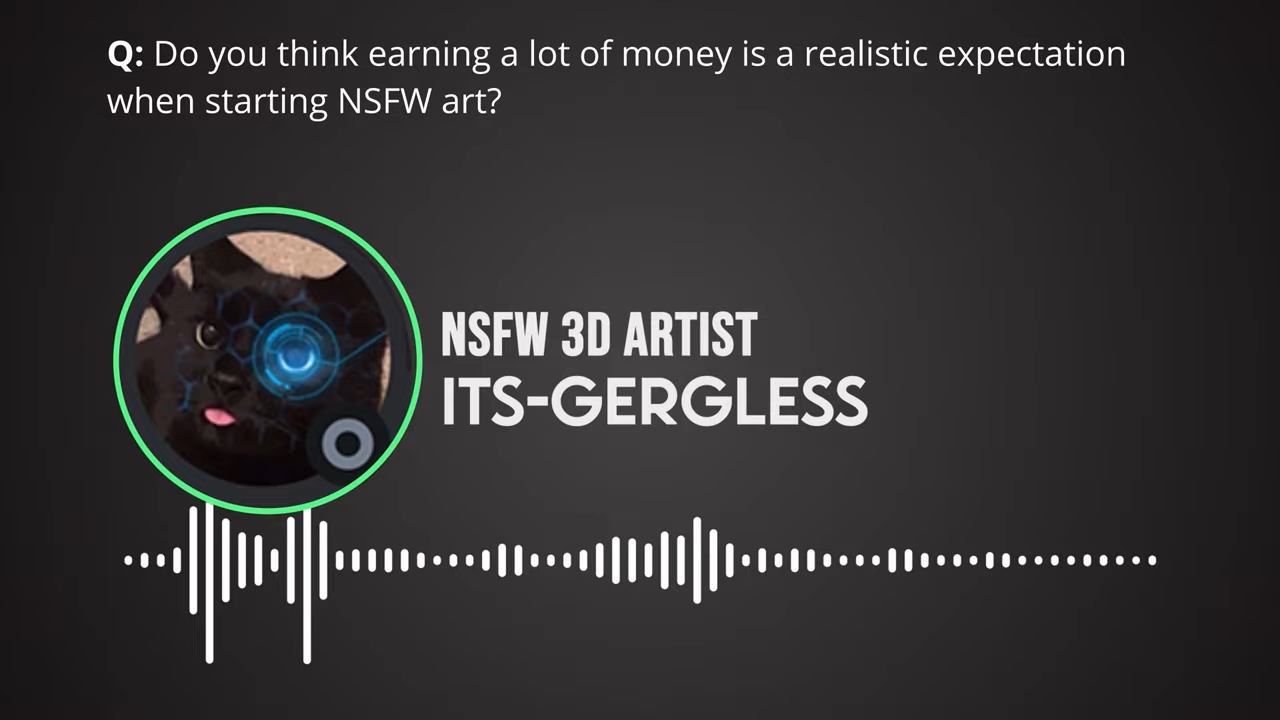 Q: Do you think earning a lot of money is a realistic expectation
when starting NSFW art?
NSFW 3D ARTIST
ITS-GERGLESS